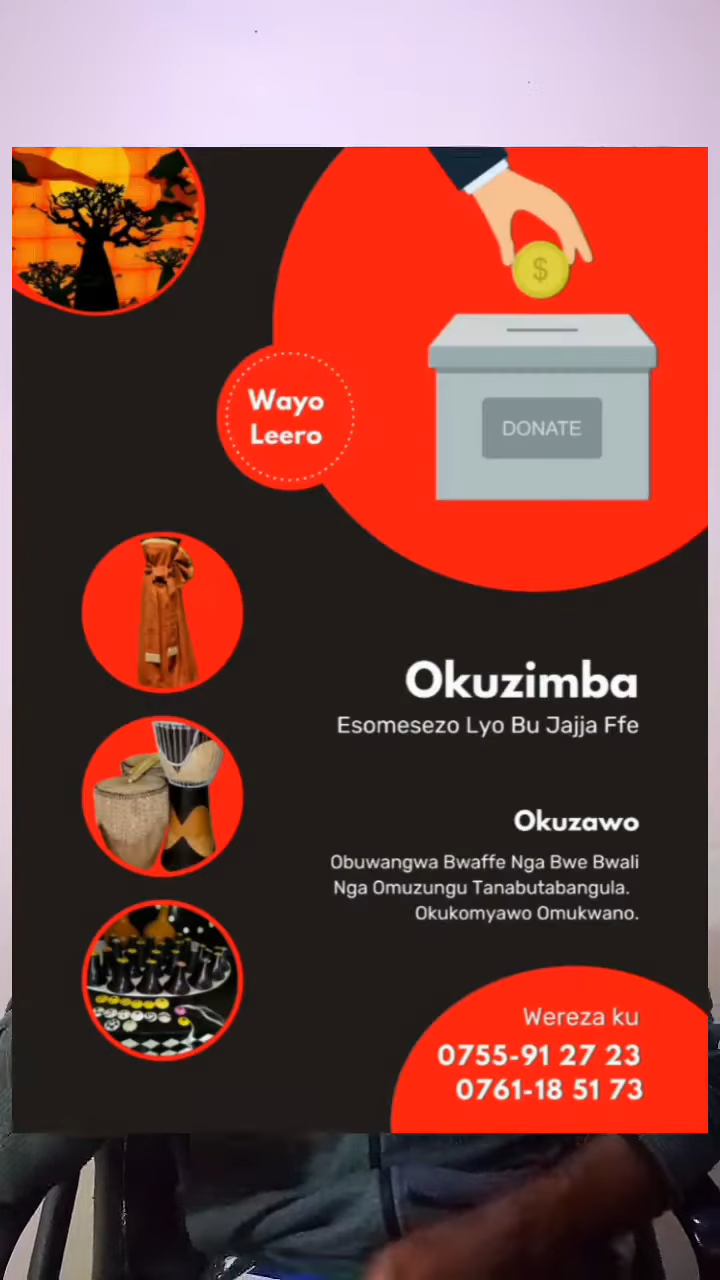 $
DONATE
Wayo
Leero
Okuzimba
Esomesezo Lyo Bu Jajja Ffe
Okuzawo
Obuwangwa Bwaffe Nga Bwe Bwali
Nga Omuzungu Tanabutabangula.
Okukomyawo Omukwano.
Wereza ku
0755-91 27 23
0761-18 51 73